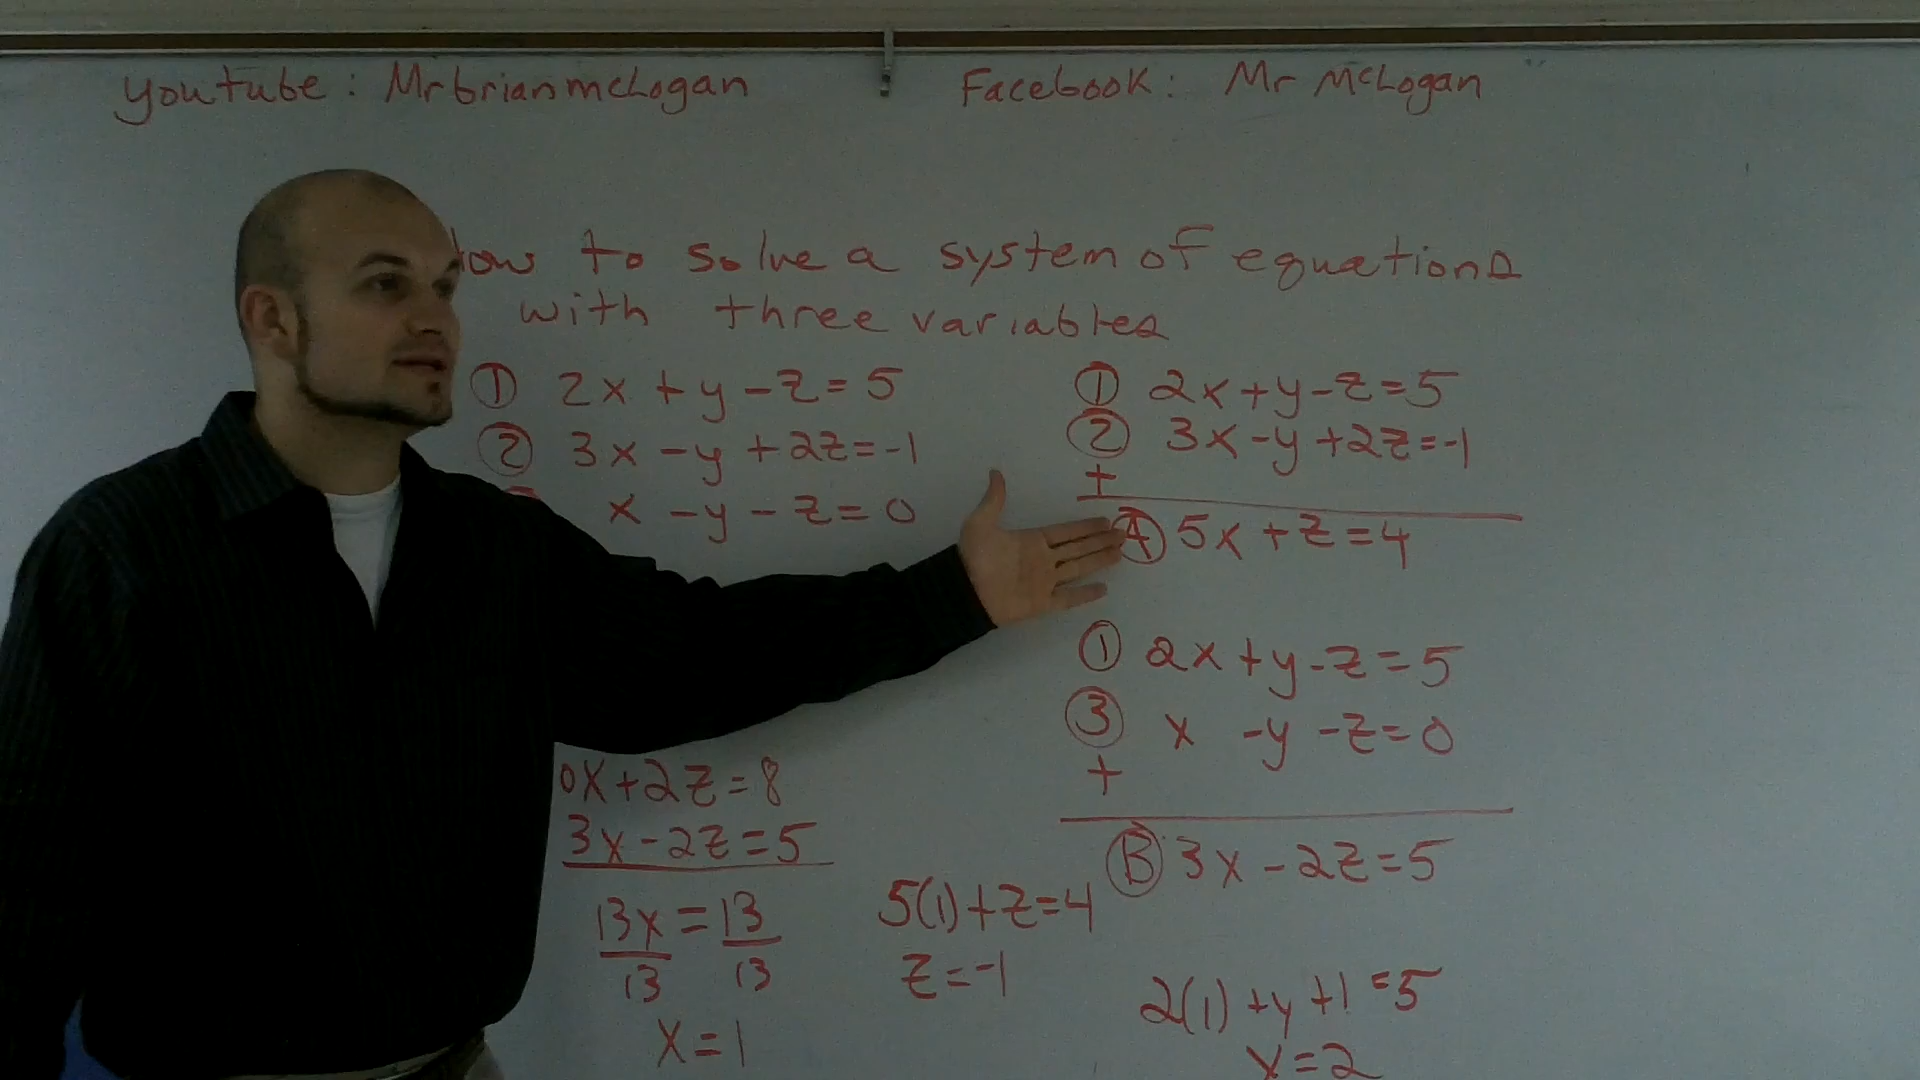 Youtube : Mrbrianmclogan
Facebook: Mr McLogan
How to solve a system of equations
with three variables
① 2x + y - z = 5
② 3x - y + 2z = -1
x - y - z = 0
① 2x + y - z = 5
② 3x - y + 2z = -1
+
Ⓐ 5x + z = 4
① 2x + y - z = 5
③ x - y - z = 0
+
Ⓑ 3x - 2z = 5
0x + 2z = 8
3x - 2z = 5
13x = 13
13 13
x = 1
5(1) + z = 4
z = -1
2(1) + y + 1 = 5
y = 2